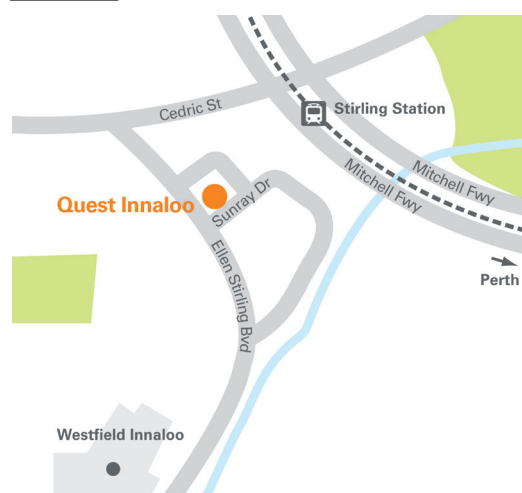 Cedric St
Stirling Station
Mitchell Fwy
Mitchell Fwy
Quest Innaloo
Sunray Dr
Ellen Stirling Bvd
Perth
Westfield Innaloo